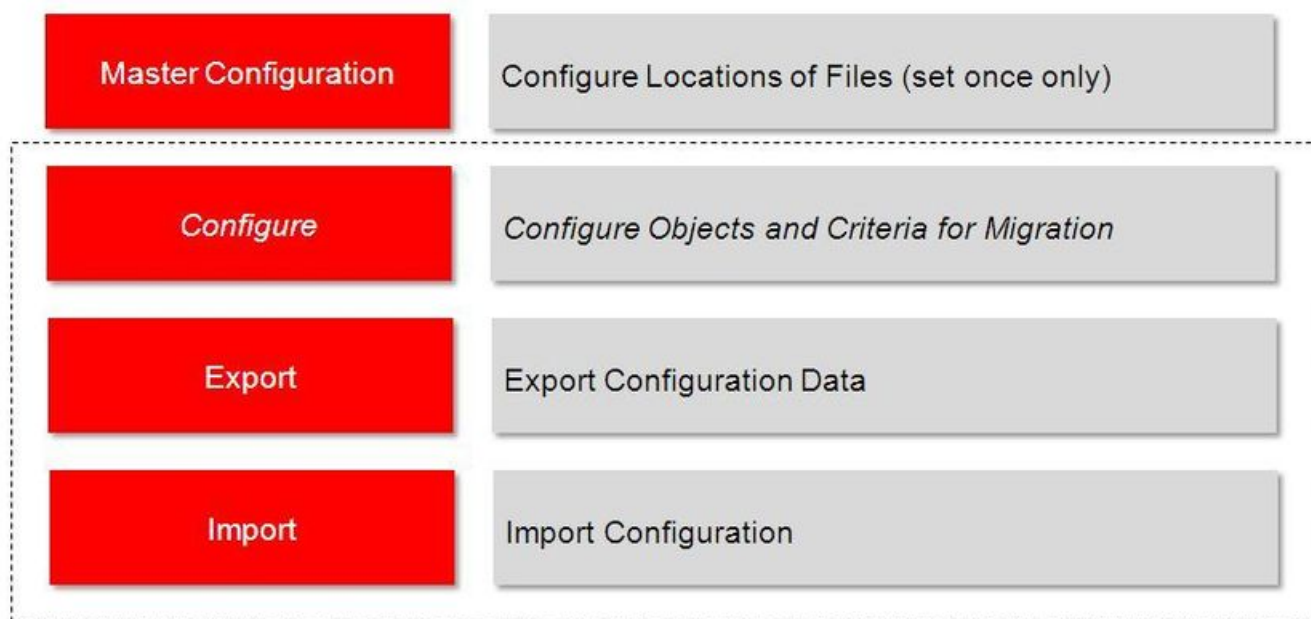 Master Configuration
Configure Locations of Files (set once only)
Configure
Configure Objects and Criteria for Migration
Export
Export Configuration Data
Import
Import Configuration